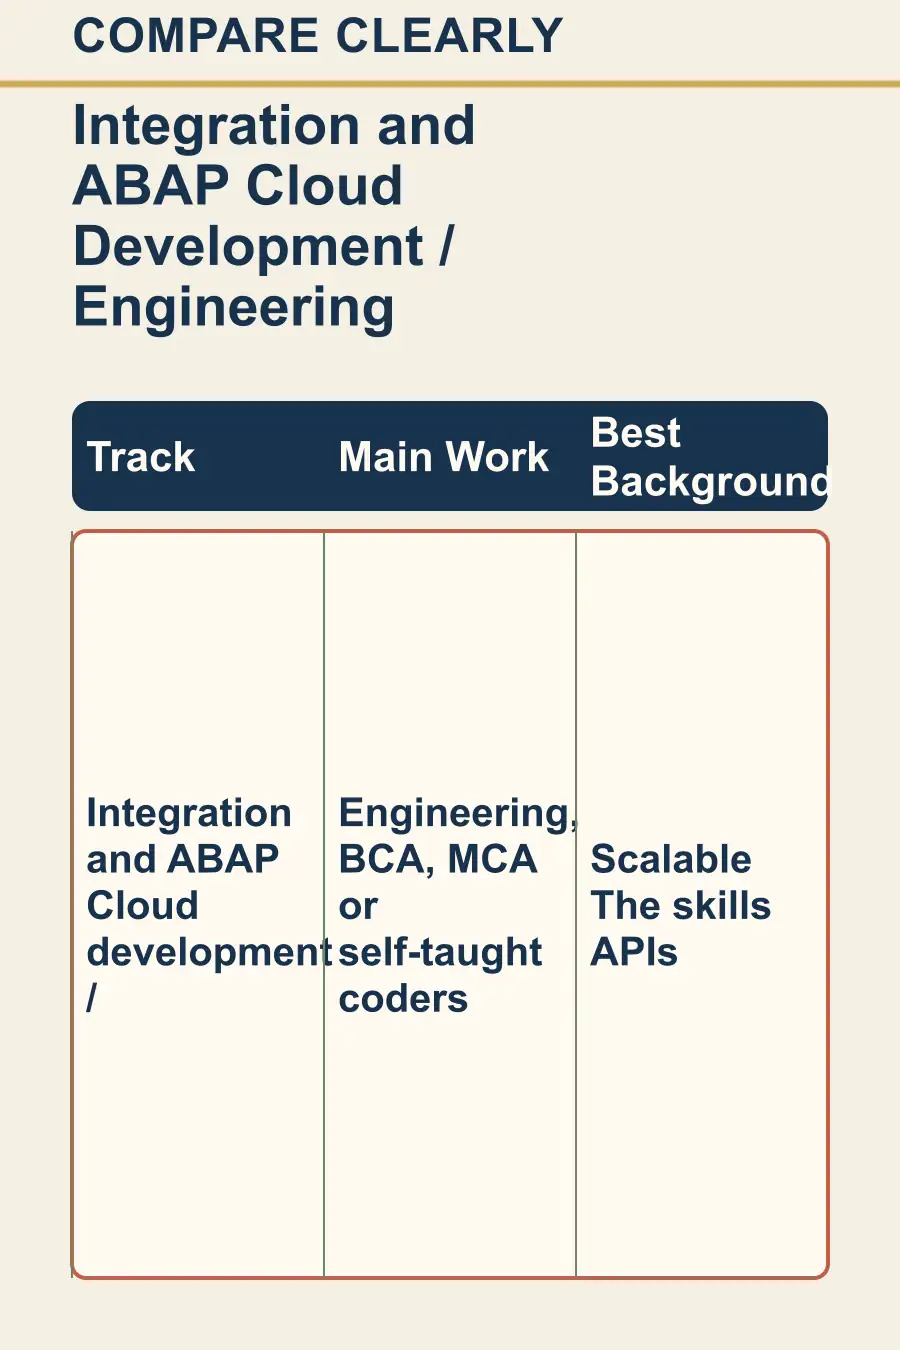 COMPARE CLEARLY
Integration and
ABAP Cloud
Development /
Engineering
Track
Main Work
Best
Background
Integration
and ABAP
Cloud
development
/
Engineering,
BCA, MCA
or
self-taught
coders
Scalable
The skills
APIs